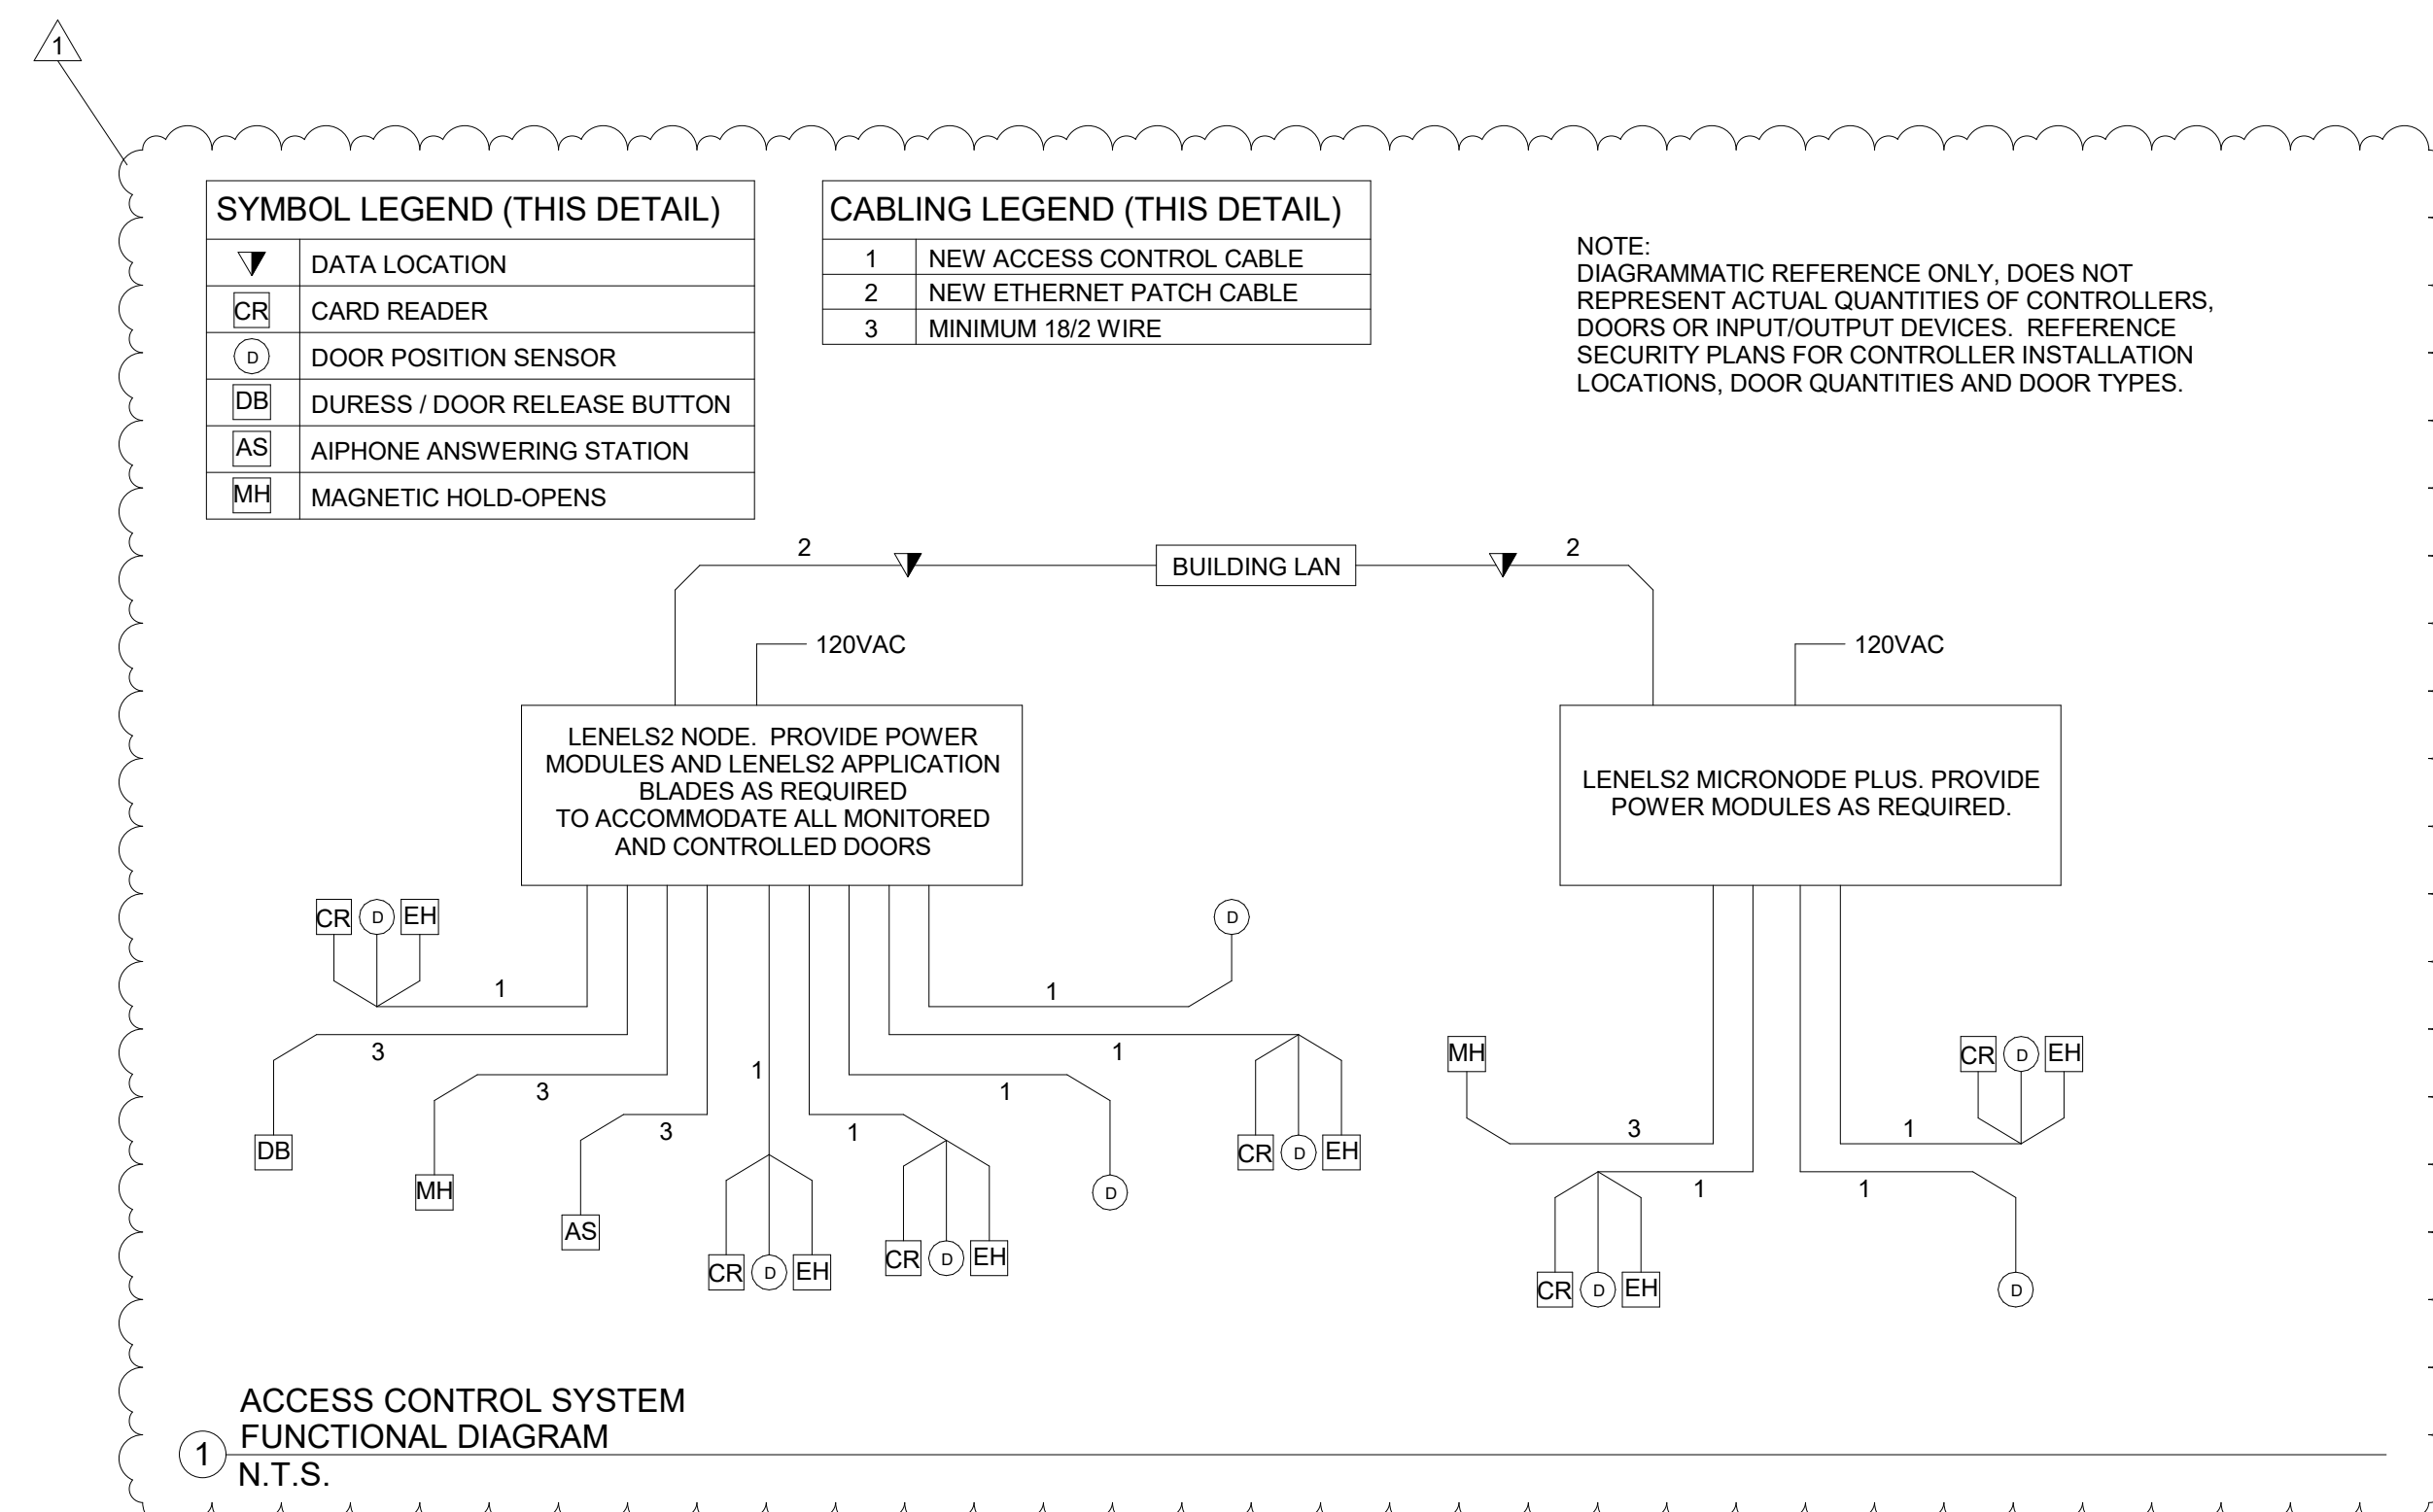 1
SYMBOL LEGEND (THIS DETAIL)
DATA LOCATION
CR CARD READER
D DOOR POSITION SENSOR
DB DURESS / DOOR RELEASE BUTTON
AS AIPHONE ANSWERING STATION
MH MAGNETIC HOLD-OPENS
CABLING LEGEND (THIS DETAIL)
1 NEW ACCESS CONTROL CABLE
2 NEW ETHERNET PATCH CABLE
3 MINIMUM 18/2 WIRE
NOTE:
DIAGRAMMATIC REFERENCE ONLY, DOES NOT
REPRESENT ACTUAL QUANTITIES OF CONTROLLERS,
DOORS OR INPUT/OUTPUT DEVICES. REFERENCE
SECURITY PLANS FOR CONTROLLER INSTALLATION
LOCATIONS, DOOR QUANTITIES AND DOOR TYPES.
2
BUILDING LAN
2
120VAC
120VAC
LENELS2 NODE. PROVIDE POWER
MODULES AND LENELS2 APPLICATION
BLADES AS REQUIRED
TO ACCOMMODATE ALL MONITORED
AND CONTROLLED DOORS
LENELS2 MICRONODE PLUS. PROVIDE
POWER MODULES AS REQUIRED.
CR D EH
D
1
1
3
3
3
1
1
1
1
DB
MH
AS
CR D EH
CR D EH
D
CR D EH
MH
CR D EH
3
1
1
1
CR D EH
D
ACCESS CONTROL SYSTEM
FUNCTIONAL DIAGRAM
1
N.T.S.